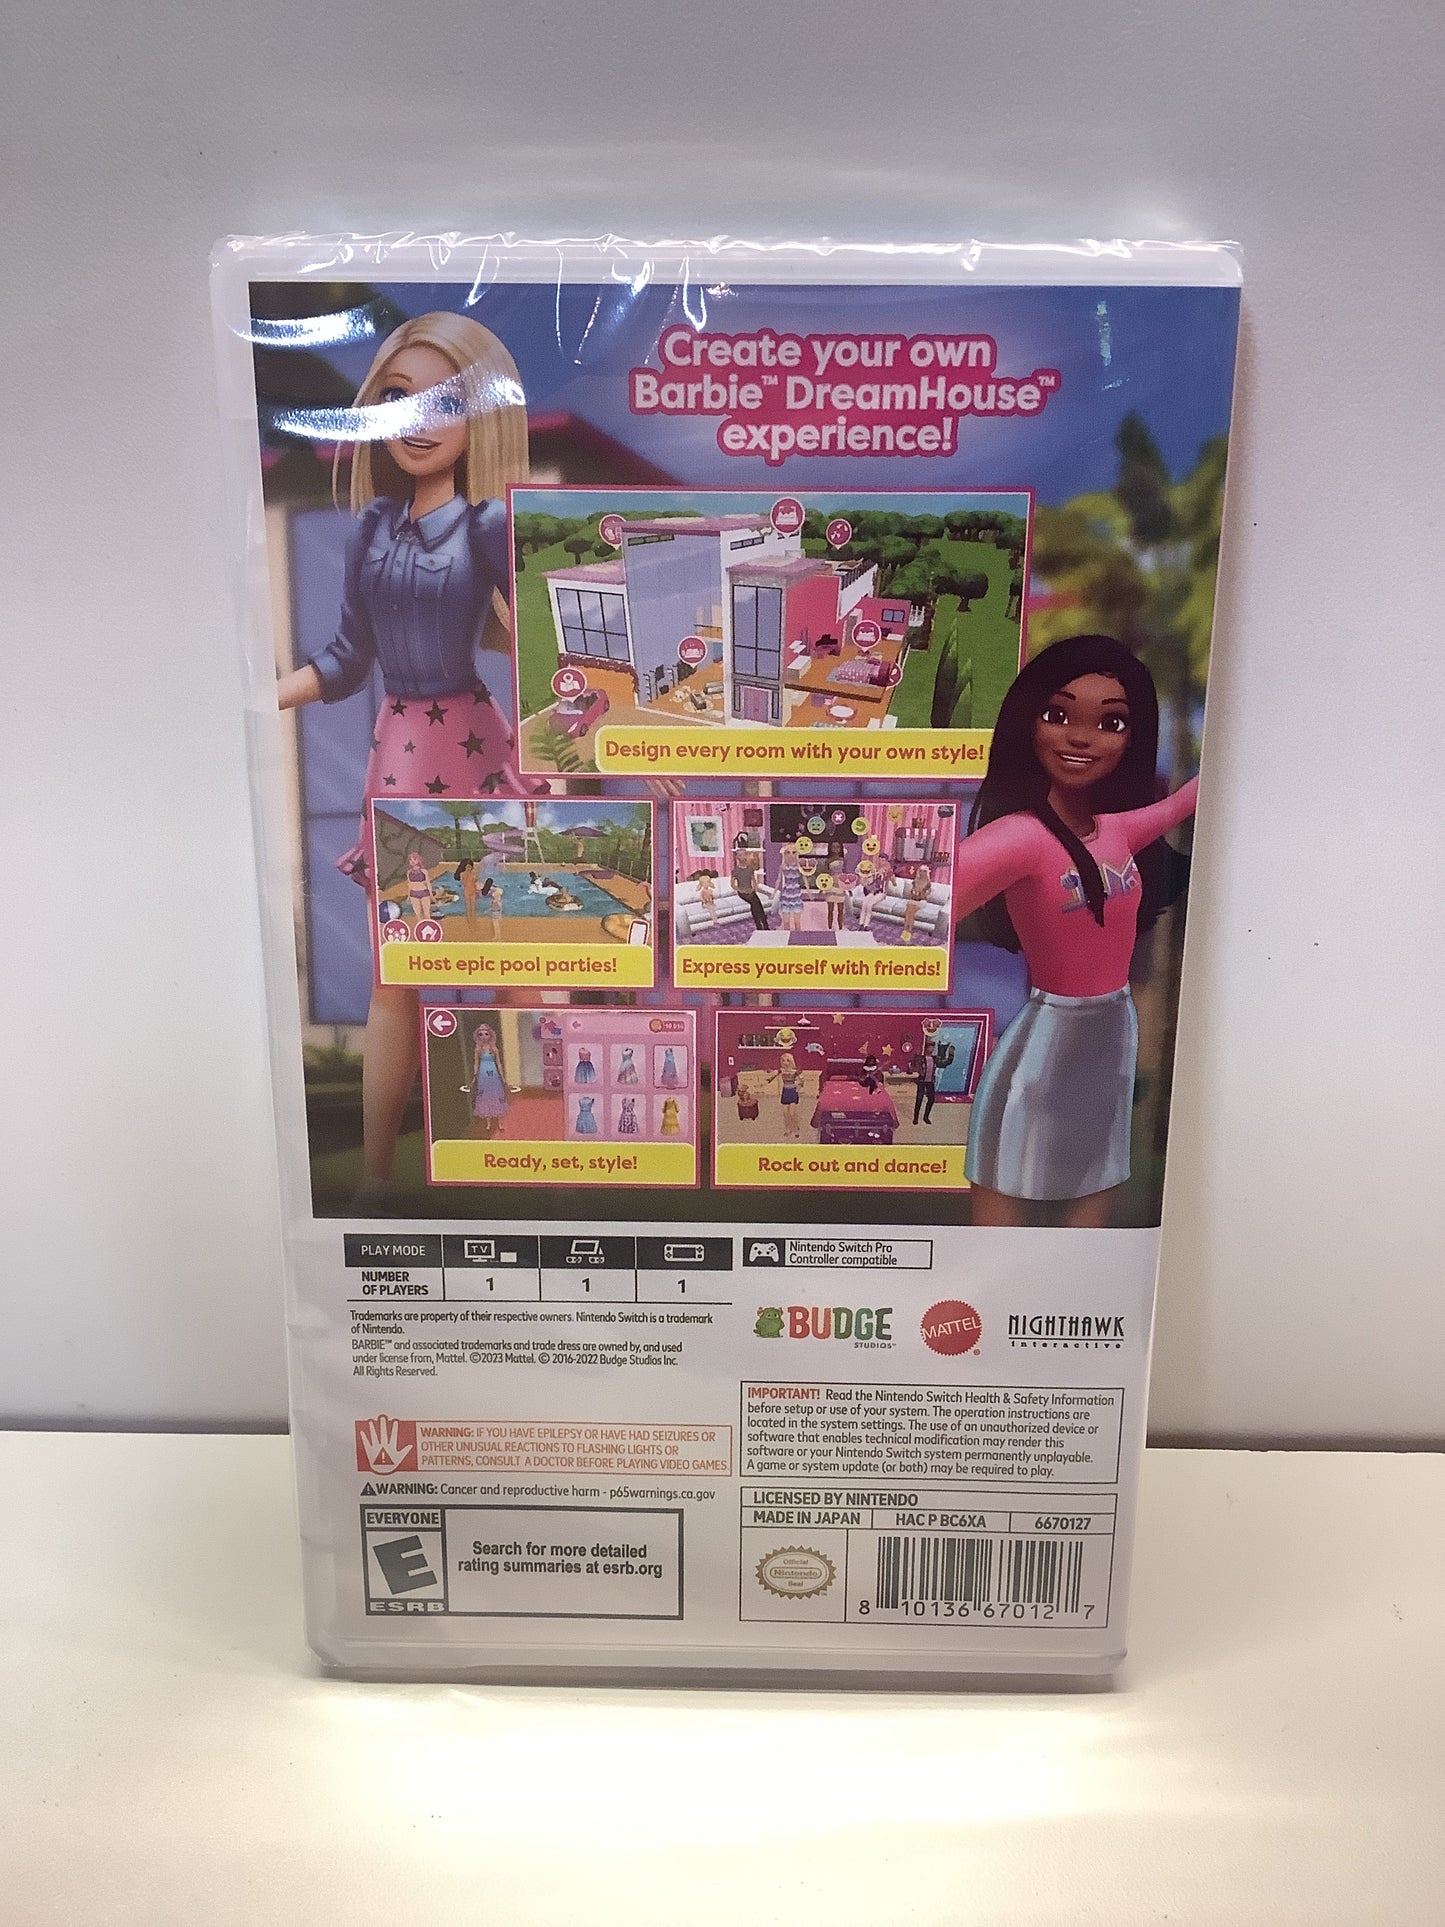 Create your own
Barbie™ DreamHouse™
experience!
Design every room with your own style!
Host epic pool parties!
Express yourself with friends!
Ready, set, style!
Rock out and dance!
PLAY MODE
TV
NUMBER
OF PLAYERS
1
1
1
Nintendo Switch Pro
Controller compatible
Trademarks are property of their respective owners. Nintendo Switch is a trademark
of Nintendo.
BARBIE™ and associated trademarks and trade dress are owned by, and used
under license from, Mattel. ©2023 Mattel. © 2016-2022 Budge Studios Inc.
All Rights Reserved.
BUDGE
STUDIOS™
MATTEL
NIGHTHAWK
interactive
WARNING: IF YOU HAVE EPILEPSY OR HAVE HAD SEIZURES OR
OTHER UNUSUAL REACTIONS TO FLASHING LIGHTS OR
PATTERNS, CONSULT A DOCTOR BEFORE PLAYING VIDEO GAMES.
WARNING: Cancer and reproductive harm - p65warnings.ca.gov
EVERYONE
E
ESRB
Search for more detailed
rating summaries at esrb.org
IMPORTANT! Read the Nintendo Switch Health & Safety Information
before setup or use of your system. The operation instructions are
located in the system settings. The use of an unauthorized device or
software that enables technical modification may render this
software or your Nintendo Switch system permanently unplayable.
A game or system update (or both) may be required to play.
LICENSED BY NINTENDO
MADE IN JAPAN HAC P BC6XA 6670127
Official
Nintendo
Seal
8 10136 67012 7